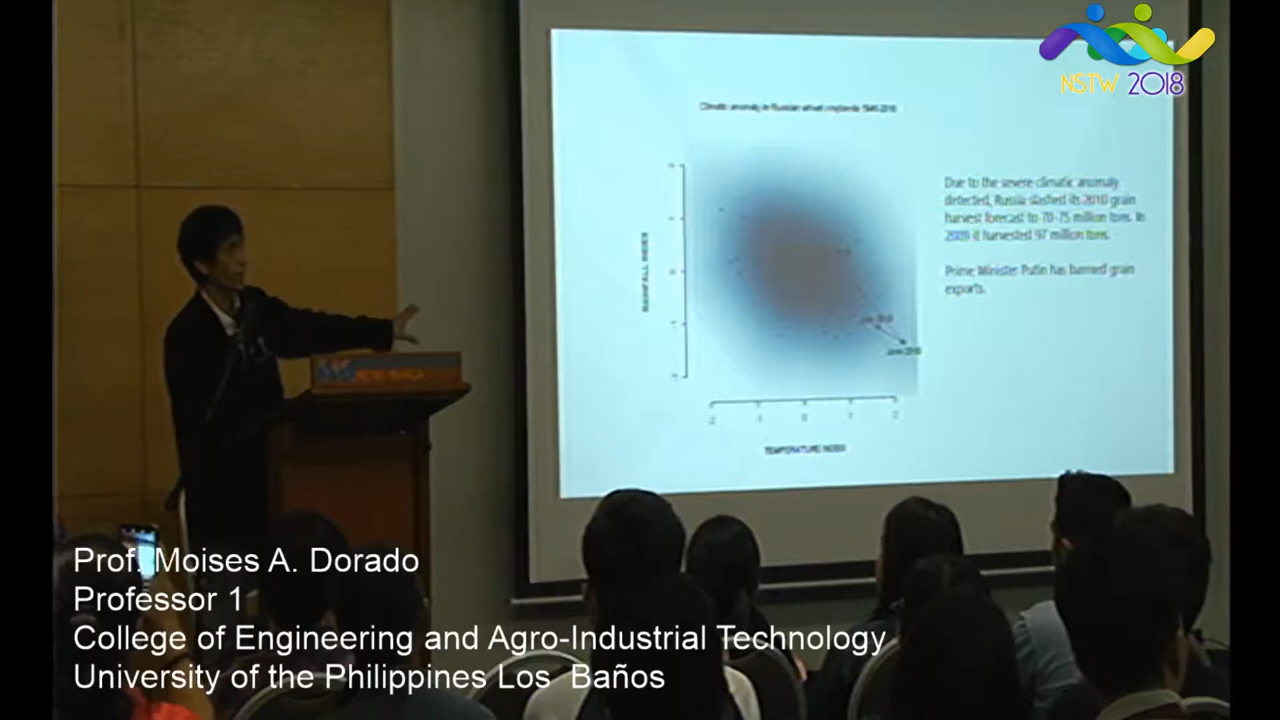 NSTW 2018
Climatic anomaly in Russian wheat croplands
Due to the severe climatic anomaly
detected, Russia slashed its 2010 grain
harvest forecast to 70-75 million tons. In
2009 it harvested 97 million tons.
Prime Minister Putin has banned grain
exports.
RAINFALL INDEX
July 2010
June 2010
TEMPERATURE INDEX
Prof. Moises A. Dorado
Professor 1
College of Engineering and Agro-Industrial Technology
University of the Philippines Los  Baños